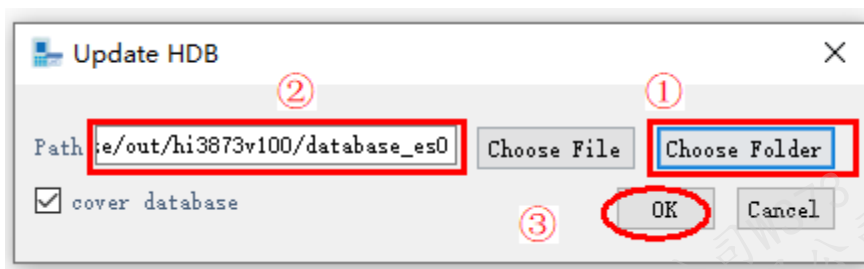 Update HDB
② ①
Path :e/out/hi3873v100/database_es0 Choose File Choose Folder
cover database OK Cancel
③